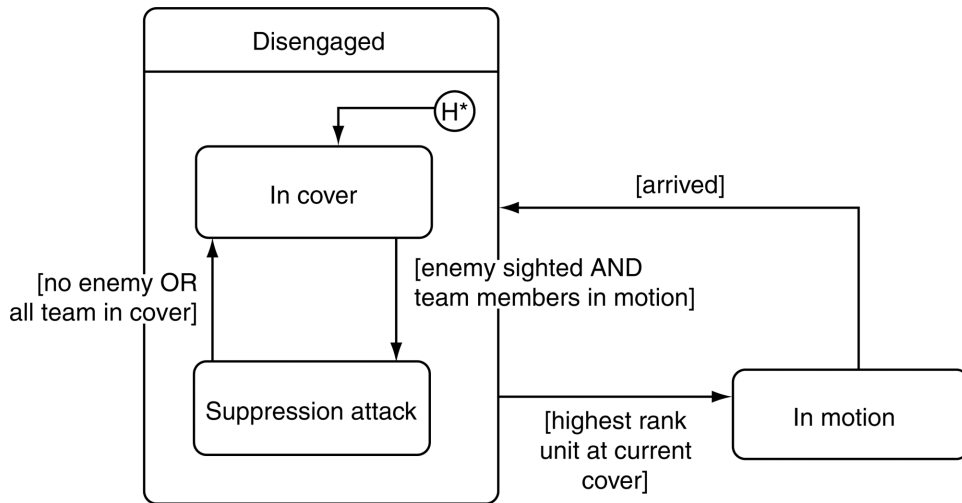 Disengaged
H*
In cover
[arrived]
[no enemy OR
all team in cover]
[enemy sighted AND
team members in motion]
Suppression attack
[highest rank
unit at current
cover]
In motion